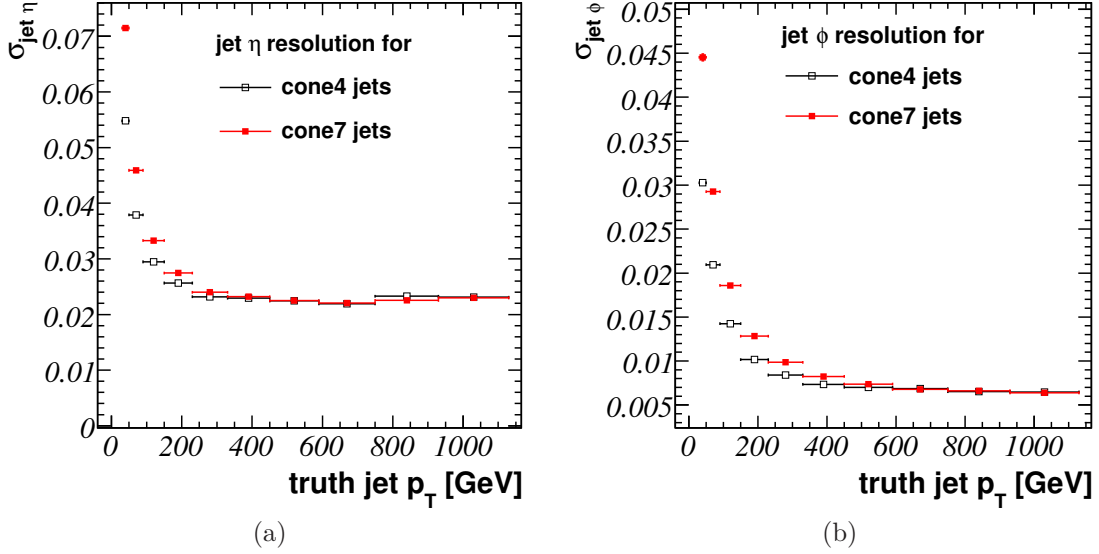 σjet η
0.07
0.06
0.05
0.04
0.03
0.02
0.01
0
jet η resolution for
cone4 jets
cone7 jets
0 200 400 600 800 1000
truth jet pT [GeV]
(a)
σjet ϕ
0.05
0.045
0.04
0.035
0.03
0.025
0.02
0.015
0.01
0.005
jet ϕ resolution for
cone4 jets
cone7 jets
0 200 400 600 800 1000
truth jet pT [GeV]
(b)